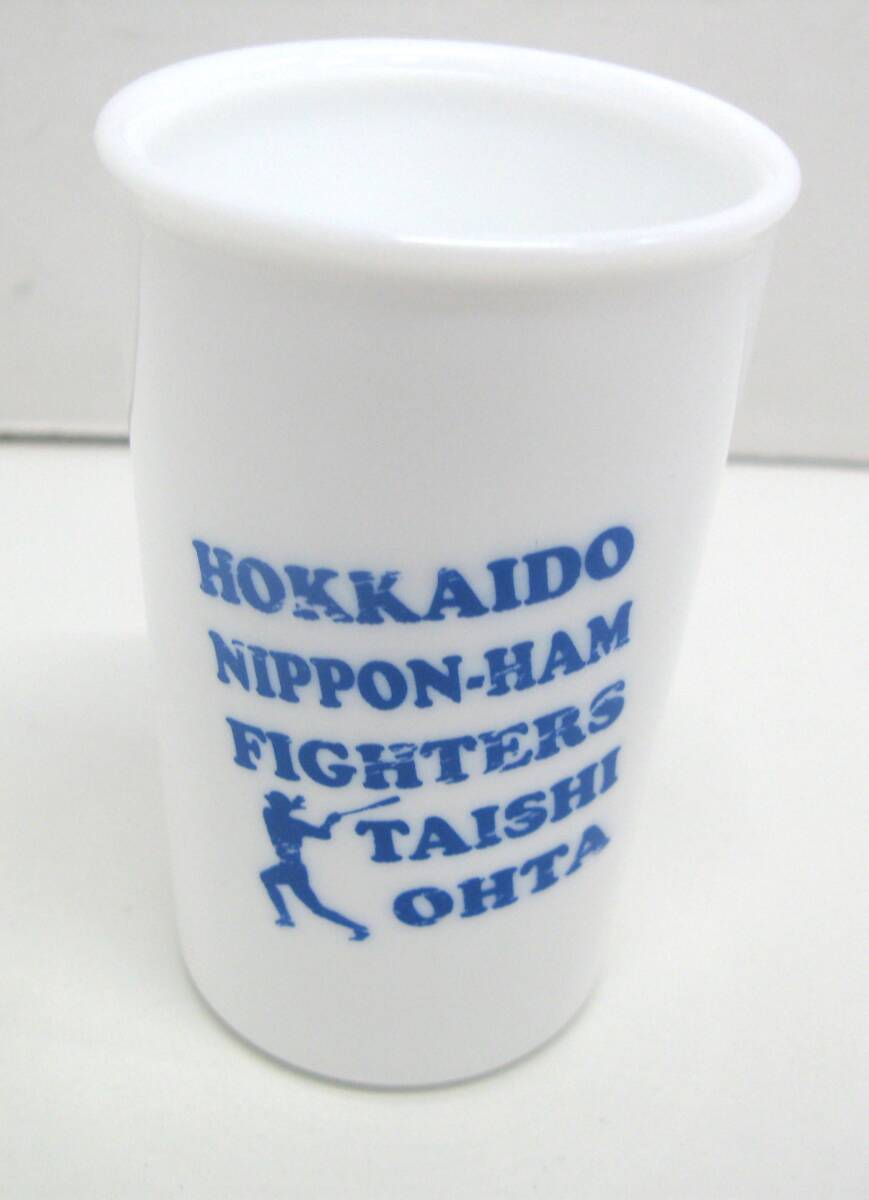 HOKKAIDO
NIPPON-HAM
FIGHTERS
TAISHI
OHTA